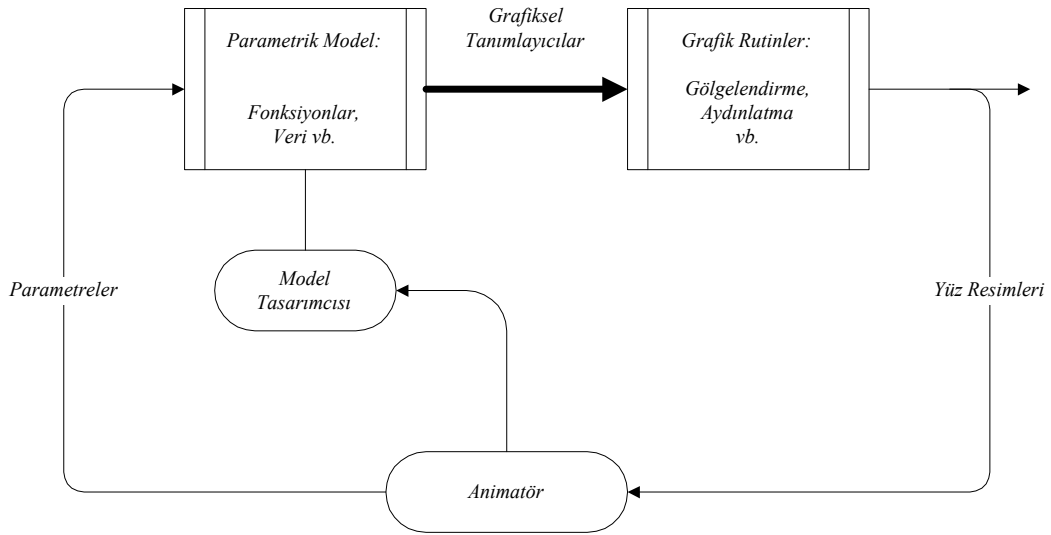 Parametrik Model:
Fonksiyonlar,
Veri vb.
Grafiksel
Tanımlayıcılar
Grafik Rutinler:
Gölgelendirme,
Aydınlatma
vb.
Parametreler
Model
Tasarımcısı
Yüz Resimleri
Animatör